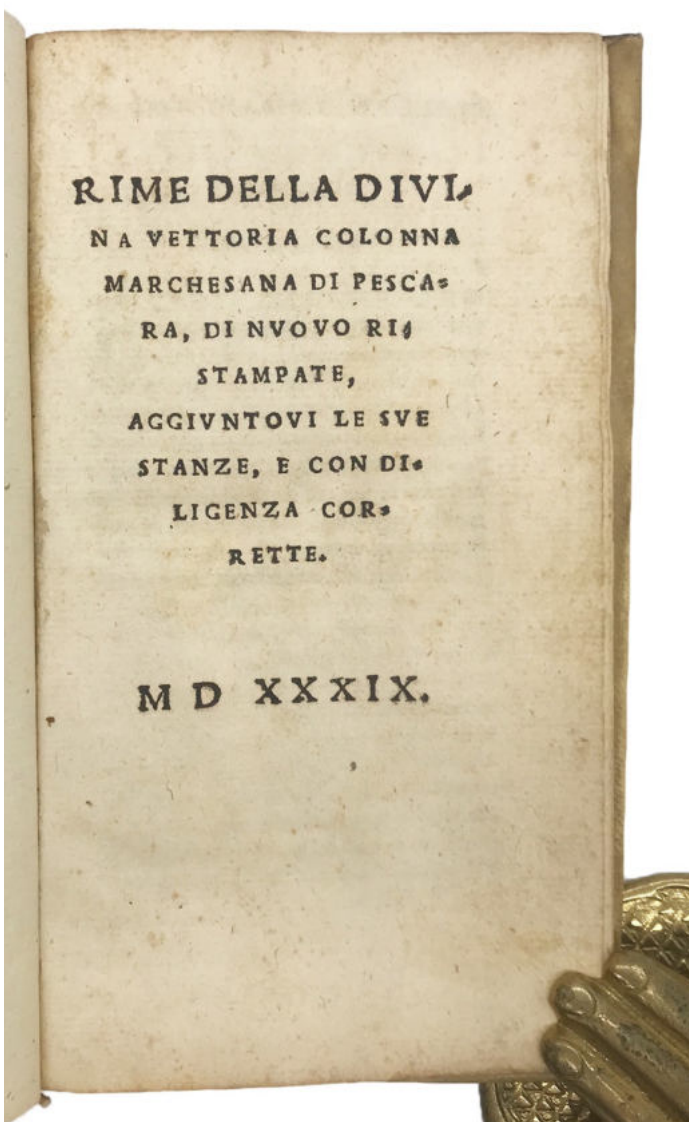 RIME DELLA DIVI-
NA VETTORIA COLONNA
MARCHESANA DI PESCA-
RA, DI NVOVO RI-
STAMPATE,
AGGIVNTOVI LE SVE
STANZE, E CON DI-
LIGENZA COR-
RETTE.
M D XXXIX.